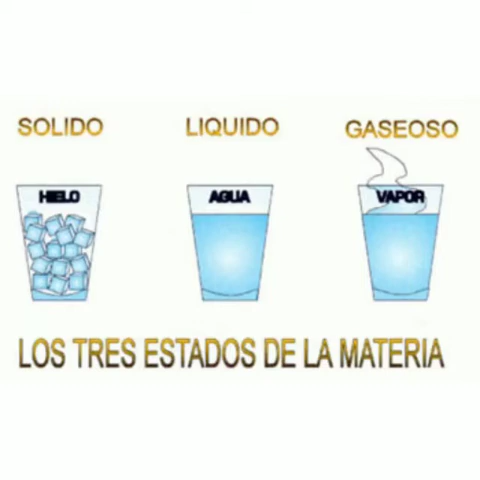 SOLIDO LIQUIDO GASEOSO
HIELO AGUA VAPOR
LOS TRES ESTADOS DE LA MATERIA